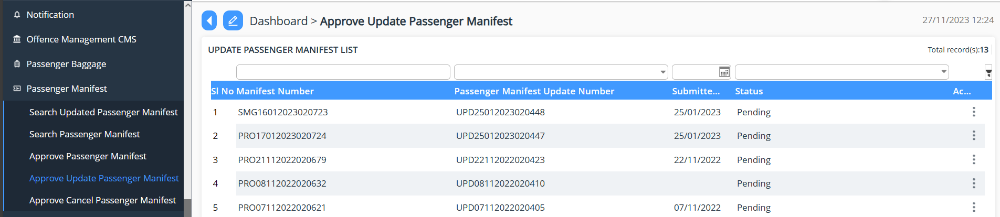 Notification
Offence Management CMS
Passenger Baggage
Passenger Manifest
Search Updated Passenger Manifest
Search Passenger Manifest
Approve Passenger Manifest
Approve Update Passenger Manifest
Approve Cancel Passenger Manifest
Dashboard > Approve Update Passenger Manifest
27/11/2023 12:24
UPDATE PASSENGER MANIFEST LIST
Total record(s):13
Sl No Manifest Number Passenger Manifest Update Number Submitte... Status Ac...
1 SMG16012023020723 UPD25012023020448 25/01/2023 Pending
2 PRO17012023020724 UPD25012023020447 25/01/2023 Pending
3 PRO21112022020679 UPD22112022020423 22/11/2022 Pending
4 PRO08112022020632 UPD08112022020410 Pending
5 PRO07112022020621 UPD07112022020405 07/11/2022 Pending